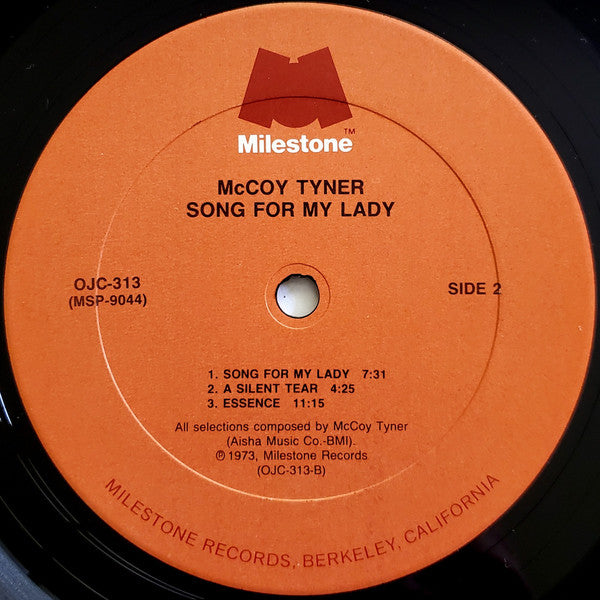 Milestone™
McCOY TYNER
SONG FOR MY LADY
OJC-313
(MSP-9044)
SIDE 2
1. SONG FOR MY LADY 7:31
2. A SILENT TEAR 4:25
3. ESSENCE 11:15
All selections composed by McCoy Tyner
(Aisha Music Co.-BMI).
℗ 1973, Milestone Records
(OJC-313-B)
MILESTONE RECORDS, BERKELEY, CALIFORNIA